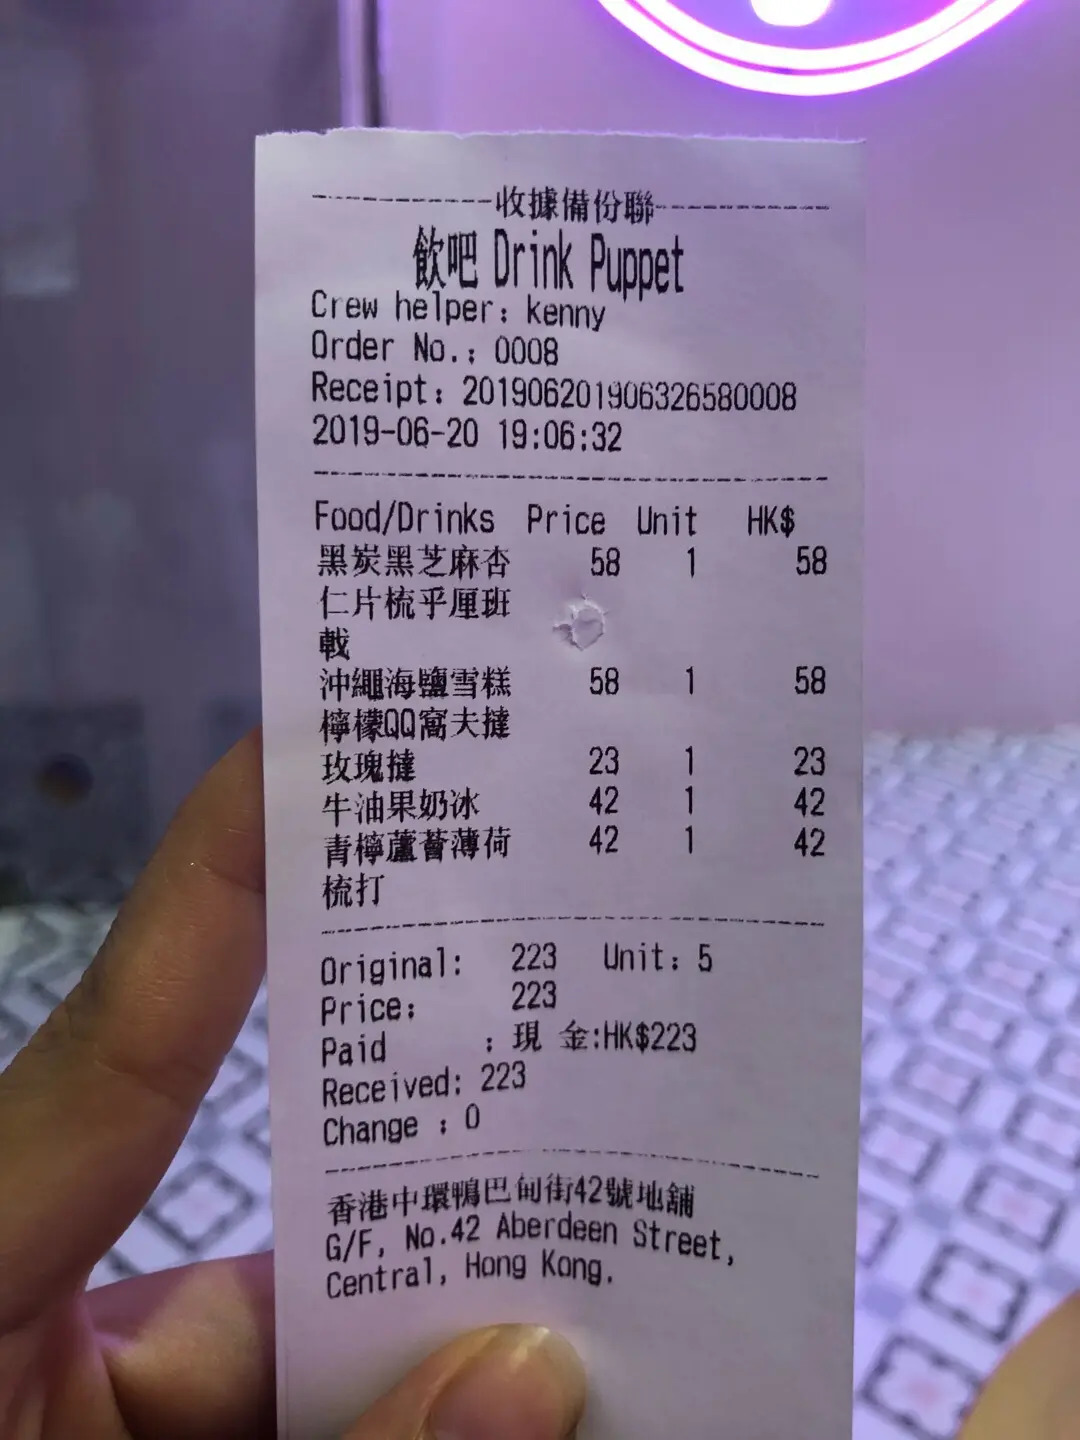 ----------收據備份聯----------
飲吧 Drink Puppet
Crew helper: kenny
Order No.: 0008
Receipt: 201906201906326580008
2019-06-20 19:06:32
Food/Drinks Price Unit HK$
黑炭黑芝麻杏 58 1 58
仁片梳乎厘班
戟
沖繩海鹽雪糕 58 1 58
檸檬QQ窩夫撻
玫瑰撻 23 1 23
牛油果奶冰 42 1 42
青檸蘆薈薄荷 42 1 42
梳打
Original: 223 Unit: 5
Price: 223
Paid : 現 金:HK$223
Received: 223
Change : 0
香港中環鴨巴甸街42號地舖
G/F, No.42 Aberdeen Street,
Central, Hong Kong.